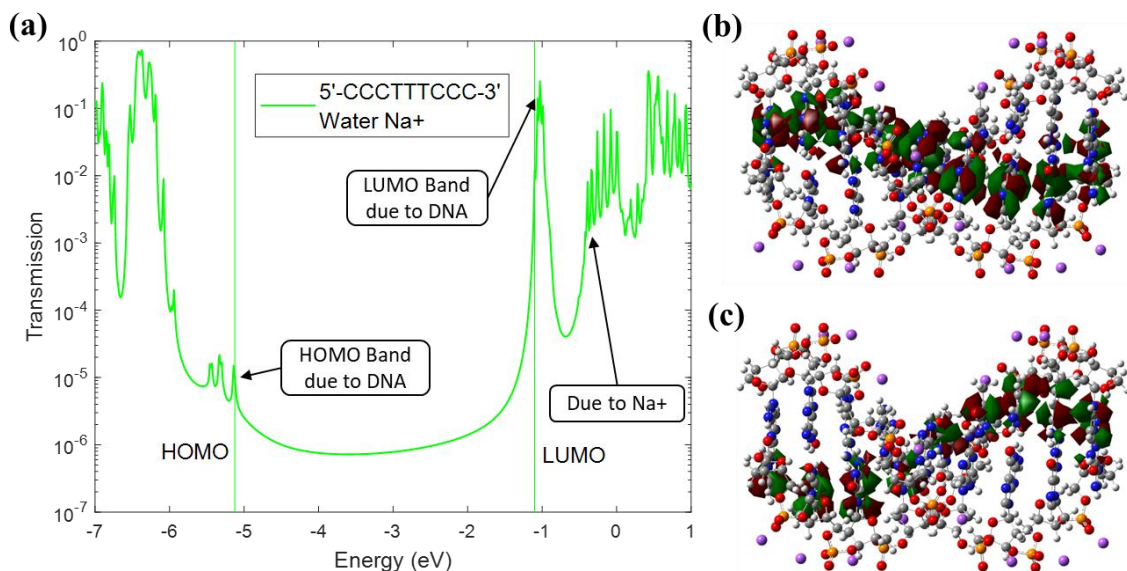 (a)
Transmission
10^0
10^-1
10^-2
10^-3
10^-4
10^-5
10^-6
10^-7
5'-CCCTTTCCC-3'
Water Na+
LUMO Band
due to DNA
HOMO Band
due to DNA
Due to Na+
HOMO
LUMO
-7 -6 -5 -4 -3 -2 -1 0 1
Energy (eV)
(b)
(c)